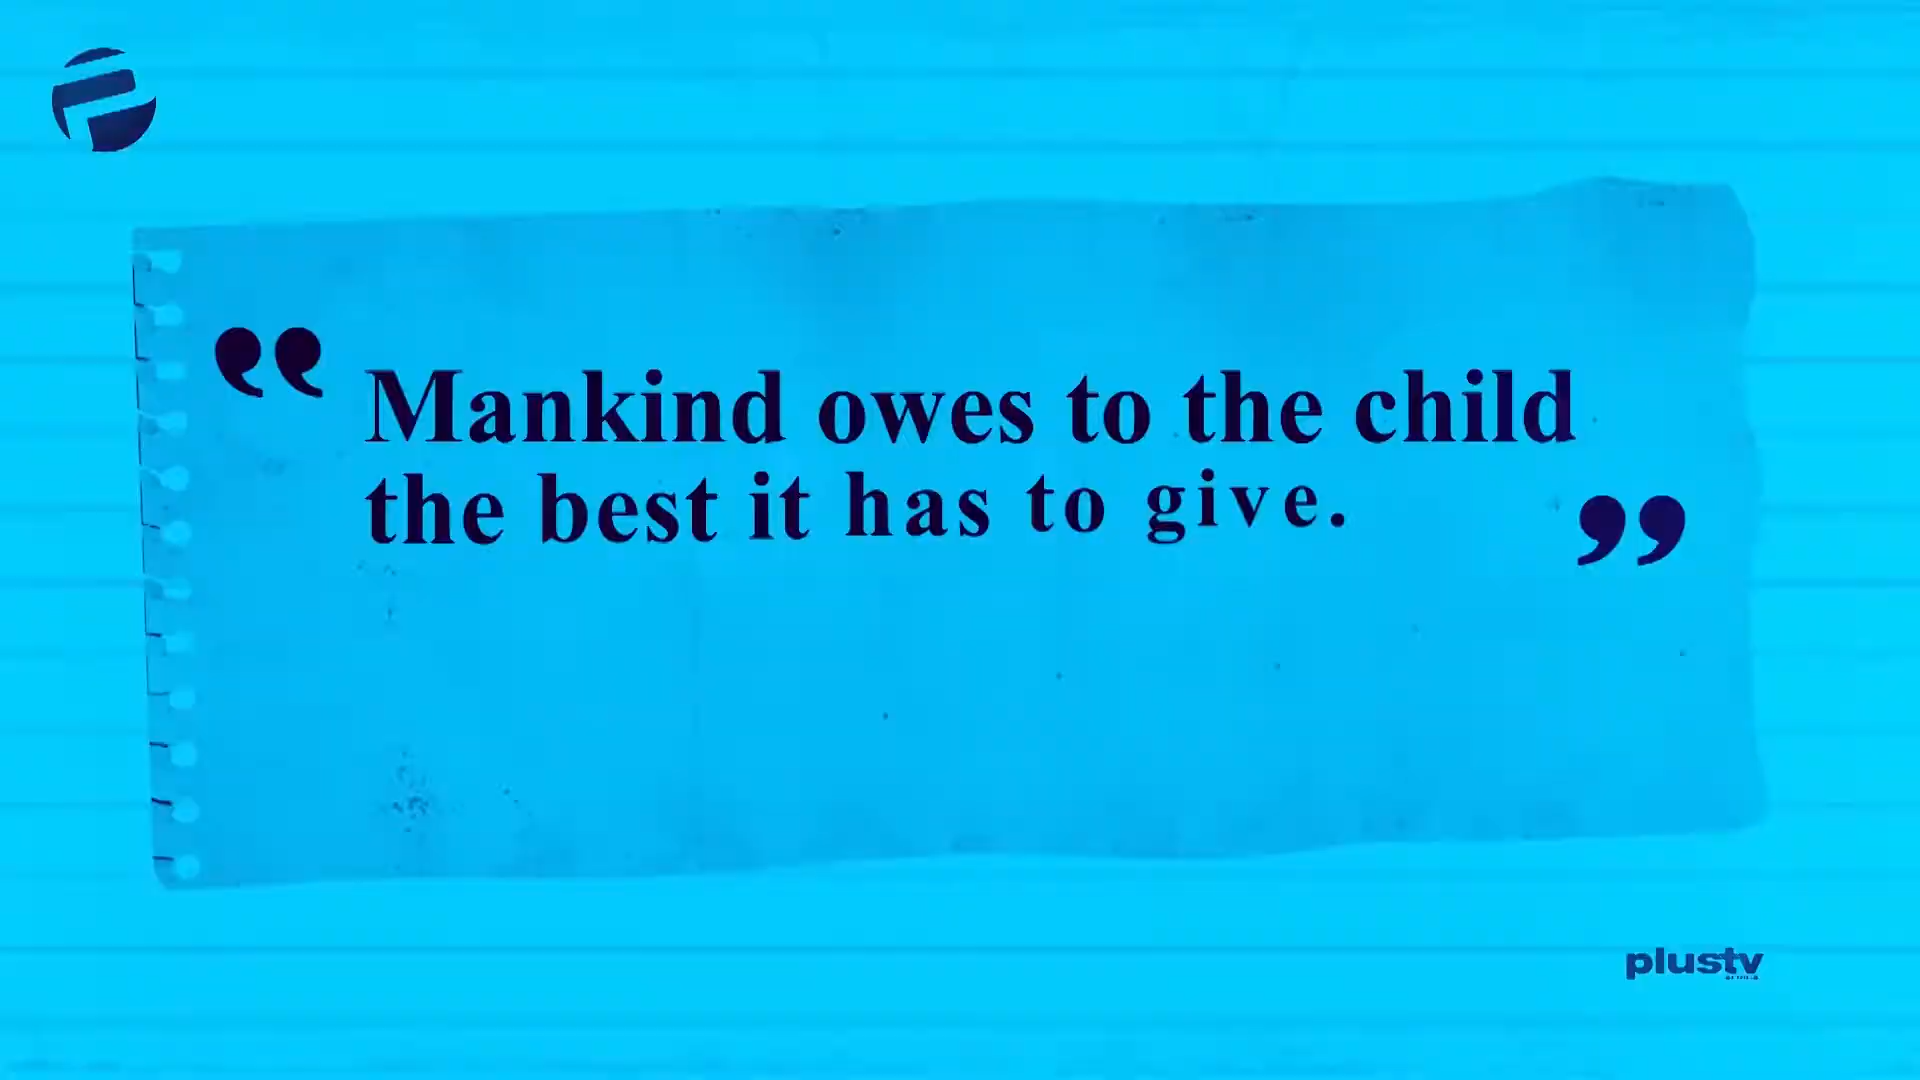 “ Mankind owes to the child
the best it has to give. ”
plustv